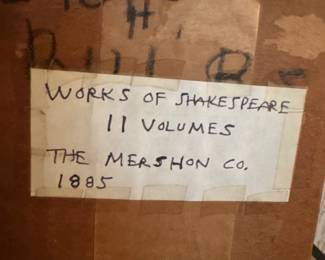 WORKS OF SHAKESPEARE
11 VOLUMES
THE MERSHON CO.
1885